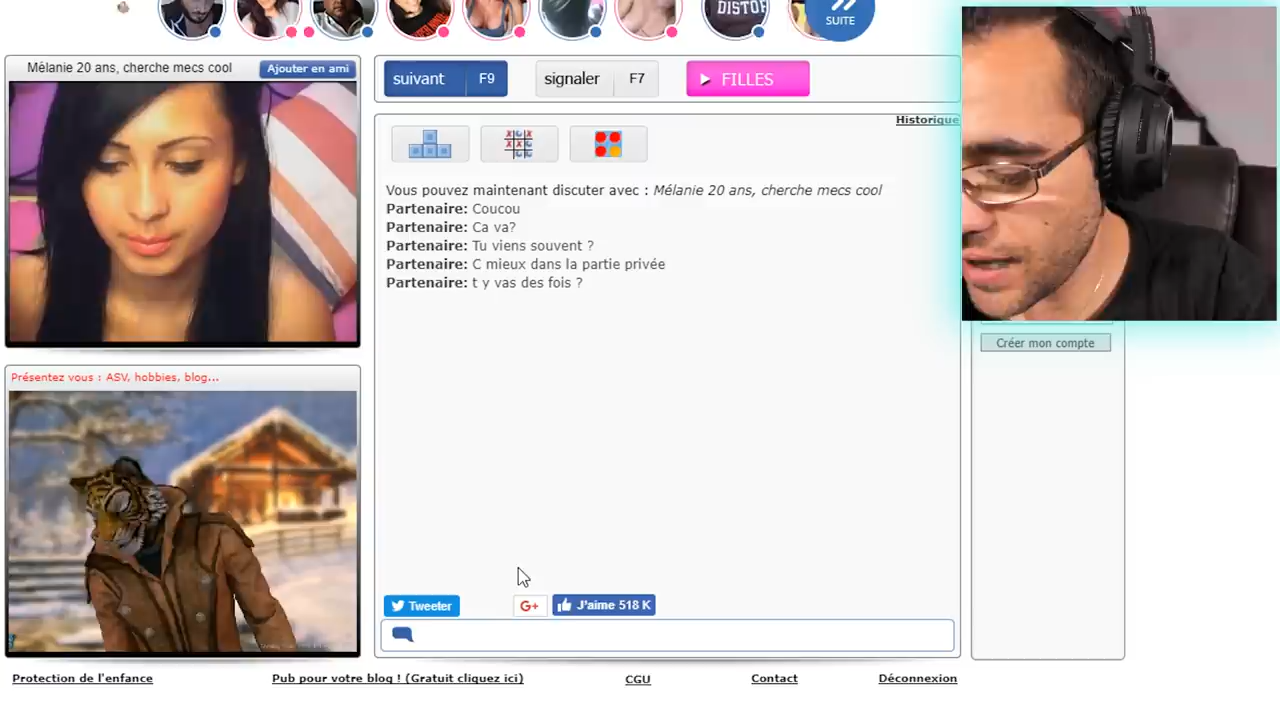 DISTOF
SUITE
Mélanie 20 ans, cherche mecs cool
Ajouter en ami
suivant F9
signaler F7
FILLES
Historique
Vous pouvez maintenant discuter avec : Mélanie 20 ans, cherche mecs cool
Partenaire: Coucou
Partenaire: Ca va?
Partenaire: Tu viens souvent ?
Partenaire: C mieux dans la partie privée
Partenaire: t y vas des fois ?
Créer mon compte
Présentez vous : ASV, hobbies, blog...
Tweeter
G+
J'aime 518 K
Protection de l'enfance
Pub pour votre blog ! (Gratuit cliquez ici)
CGU
Contact
Déconnexion